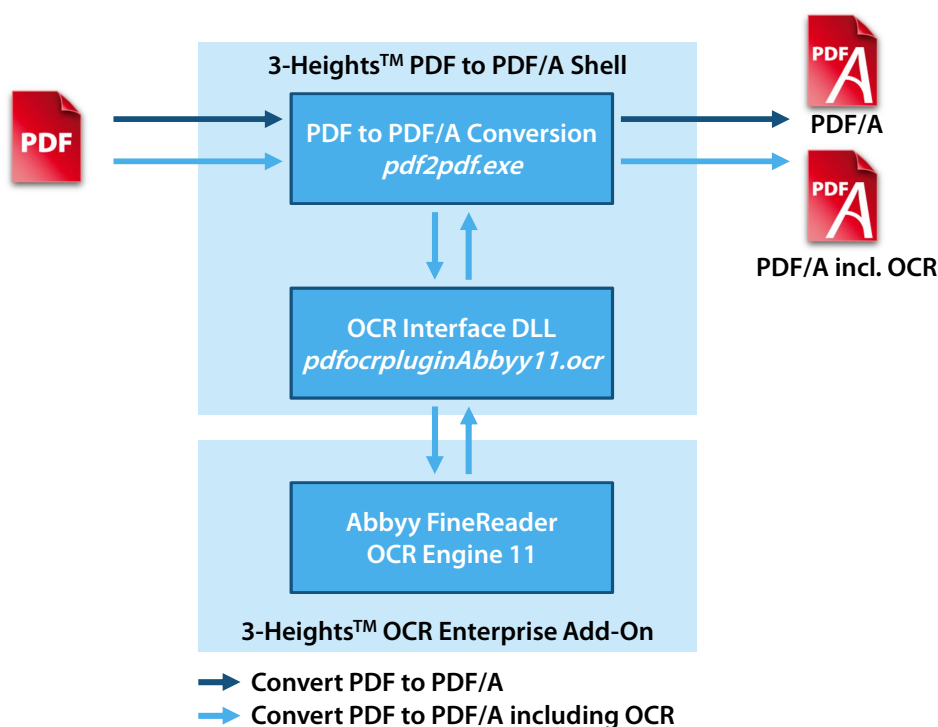 3-Heights™ PDF to PDF/A Shell
PDF
PDF to PDF/A Conversion
pdf2pdf.exe
PDF
A
PDF/A
PDF
A
PDF/A incl. OCR
OCR Interface DLL
pdfocrpluginAbbyy11.ocr
Abbyy FineReader
OCR Engine 11
3-Heights™ OCR Enterprise Add-On
Convert PDF to PDF/A
Convert PDF to PDF/A including OCR